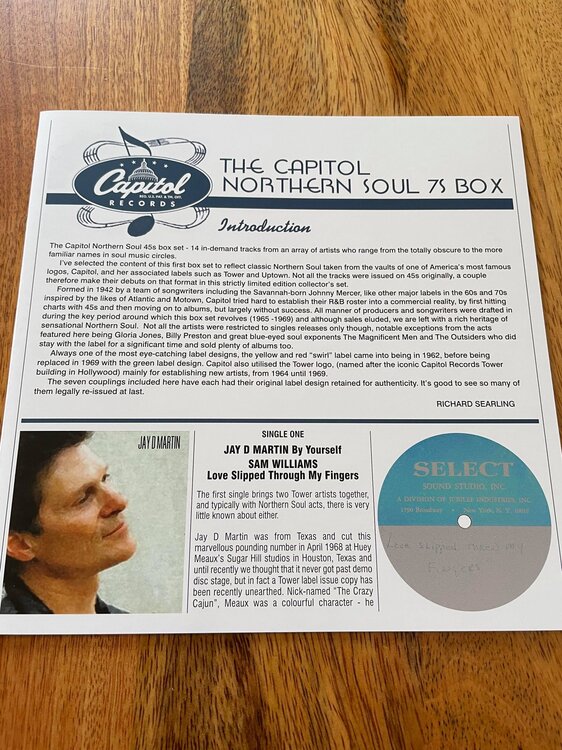 Capitol
REG. U.S. PAT. & TM. OFF.
RECORDS
THE CAPITOL
NORTHERN SOUL 7S BOX
Introduction
The Capitol Northern Soul 45s box set - 14 in-demand tracks from an array of artists who range from the totally obscure to the more
familiar names in soul music circles.
I've selected the content of this first box set to reflect classic Northern Soul taken from the vaults of one of America's most famous
logos, Capitol, and her associated labels such as Tower and Uptown. Not all the tracks were issued on 45s originally, a couple
therefore make their debuts on that format in this strictly limited edition collector's set.
Formed in 1942 by a team of songwriters including the Savannah-born Johnny Mercer, like other major labels in the 60s and 70s
inspired by the likes of Atlantic and Motown, Capitol tried hard to establish their R&B roster into a commercial reality, by first hitting
charts with 45s and then moving on to albums, but largely without success. All manner of producers and songwriters were drafted in
during the key period around which this box set revolves (1965 -1969) and although sales eluded, we are left with a rich heritage of
sensational Northern Soul. Not all the artists were restricted to singles releases only though, notable exceptions from the acts
featured here being Gloria Jones, Billy Preston and great blue-eyed soul exponents The Magnificent Men and The Outsiders who did
stay with the label for a significant time and sold plenty of albums too.
Always one of the most eye-catching label designs, the yellow and red "swirl" label came into being in 1962, before being
replaced in 1969 with the green label design. Capitol also utilised the Tower logo, (named after the iconic Capitol Records Tower
building in Hollywood) mainly for establishing new artists, from 1964 until 1969.
The seven couplings included here have each had their original label design retained for authenticity. It's good to see so many of
them legally re-issued at last.
RICHARD SEARLING
JAY D MARTIN
SINGLE ONE
JAY D MARTIN By Yourself
SAM WILLIAMS
Love Slipped Through My Fingers
The first single brings two Tower artists together,
and typically with Northern Soul acts, there is very
little known about either.
Jay D Martin was from Texas and cut this
marvellous pounding number in April 1968 at Huey
Meaux's Sugar Hill studios in Houston, Texas and
until recently we thought that it never got past demo
disc stage, but in fact a Tower label issue copy has
been recently unearthed. Nick-named "The Crazy
Cajun", Meaux was a colourful character - he
SELECT
SOUND STUDIO, INC.
A DIVISION OF JUBILEE INDUSTRIES, INC.
1790 Broadway • New York, N. Y. 10019
Love Slipped Through My
Fingers